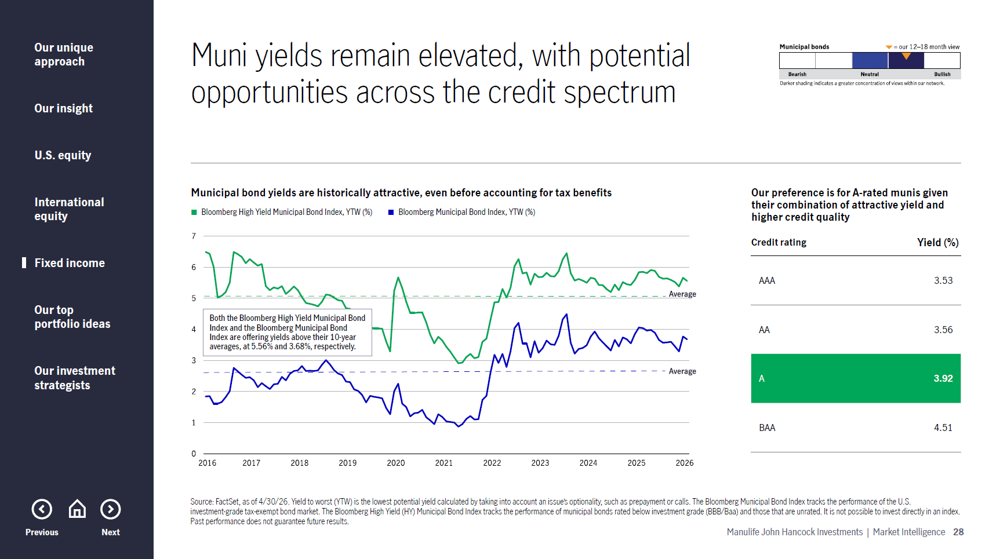 Our unique
approach
Our insight
U.S. equity
International
equity
Fixed income
Our top
portfolio ideas
Our investment
strategists
Previous
Next
Muni yields remain elevated, with potential
opportunities across the credit spectrum
Municipal bonds
= our 12–18 month view
Bearish
Neutral
Bullish
Darker shading indicates a greater concentration of views within our network.
Municipal bond yields are historically attractive, even before accounting for tax benefits
Bloomberg High Yield Municipal Bond Index, YTW (%)
Bloomberg Municipal Bond Index, YTW (%)
7
6
5
4
3
2
1
0
Average
Average
Both the Bloomberg High Yield Municipal Bond
Index and the Bloomberg Municipal Bond
Index are offering yields above their 10-year
averages, at 5.56% and 3.68%, respectively.
2016
2017
2018
2019
2020
2021
2022
2023
2024
2025
2026
Our preference is for A-rated munis given
their combination of attractive yield and
higher credit quality
Credit rating Yield (%)
AAA 3.53
AA 3.56
A 3.92
BAA 4.51
Source: FactSet, as of 4/30/26. Yield to worst (YTW) is the lowest potential yield calculated by taking into account an issue's optionality, such as prepayment or calls. The Bloomberg Municipal Bond Index tracks the performance of the U.S.
investment-grade tax-exempt bond market. The Bloomberg High Yield (HY) Municipal Bond Index tracks the performance of municipal bonds rated below investment grade (BBB/Baa) and those that are unrated. It is not possible to invest directly in an index.
Past performance does not guarantee future results.
Manulife John Hancock Investments | Market Intelligence 28